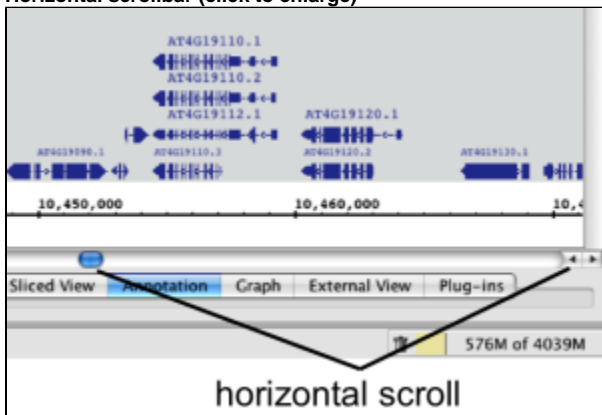 Horizontal scrollbar (click to enlarge)
AT4G19110.1
AT4G19110.2
AT4G19112.1 AT4G19120.1
AT4G19090.1 AT4G19110.3 AT4G19120.2 AT4G19130.1
10,450,000 10,460,000
Sliced View Annotation Graph External View Plug-ins
576M of 4039M
horizontal scroll